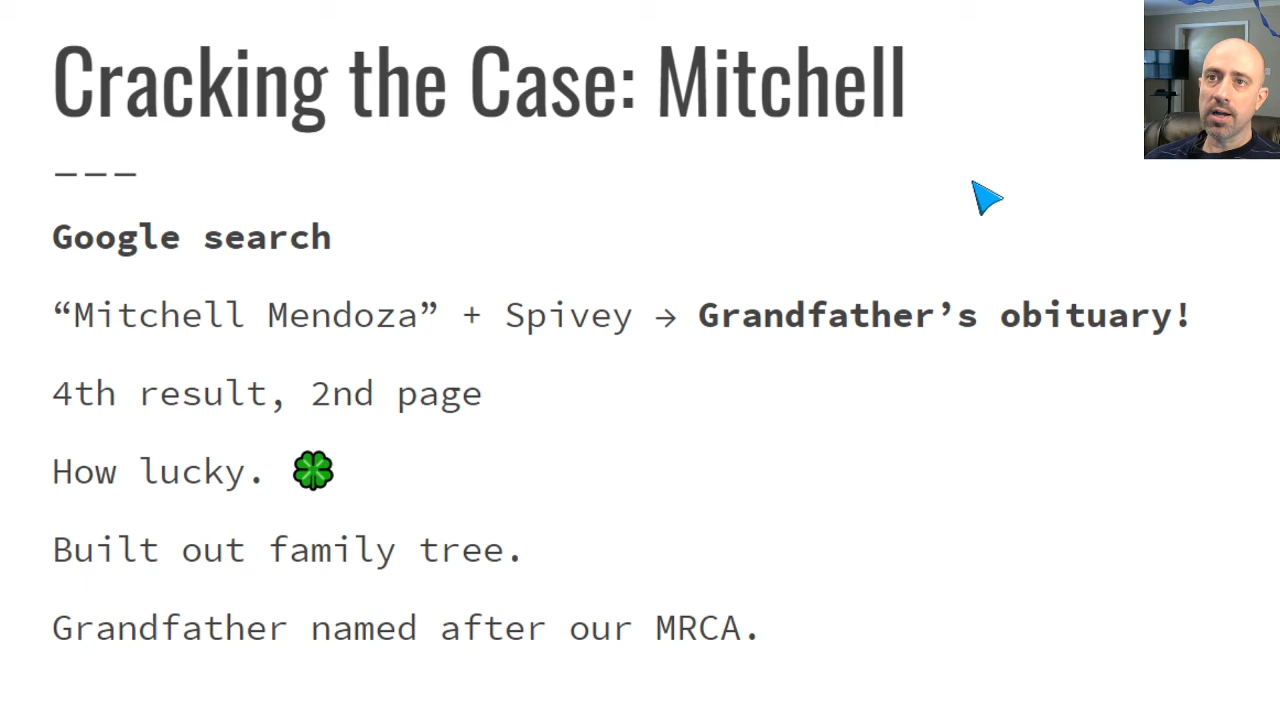 Cracking the Case: Mitchell
Google search
“Mitchell Mendoza” + Spivey → Grandfather’s obituary!
4th result, 2nd page
How lucky. 🍀
Built out family tree.
Grandfather named after our MRCA.